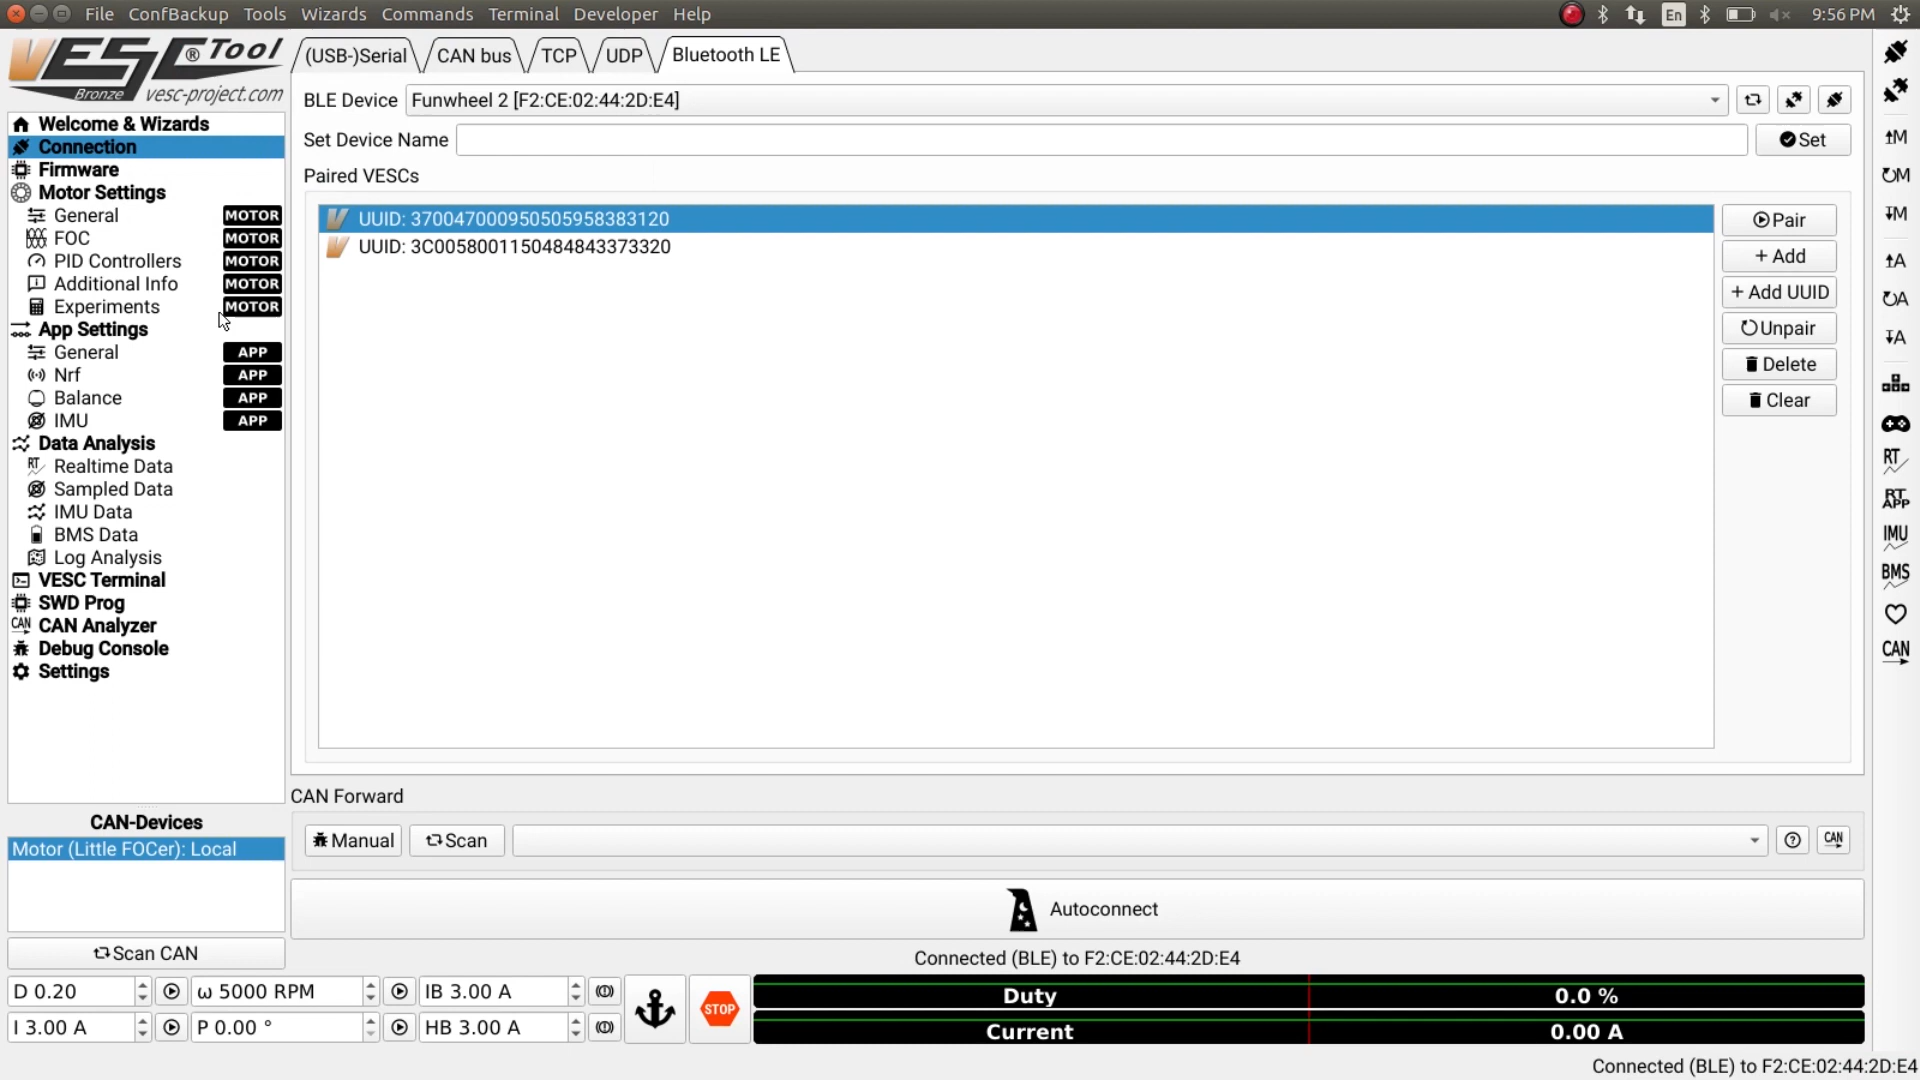 File ConfBackup Tools Wizards Commands Terminal Developer Help
En
9:56 PM
VESC® Tool
Bronze vesc-project.com
(USB-)Serial CAN bus TCP UDP Bluetooth LE
BLE Device Funwheel 2 [F2:CE:02:44:2D:E4]
Set Device Name
Set
Paired VESCs
UUID: 370047000950505958383120
UUID: 3C0058001150484843373320
Pair
+ Add
+ Add UUID
Unpair
Delete
Clear
Welcome & Wizards
Connection
Firmware
Motor Settings
General MOTOR
FOC MOTOR
PID Controllers MOTOR
Additional Info MOTOR
Experiments MOTOR
App Settings
General APP
Nrf APP
Balance APP
IMU APP
Data Analysis
RT Realtime Data
Sampled Data
IMU Data
BMS Data
Log Analysis
VESC Terminal
SWD Prog
CAN CAN Analyzer
Debug Console
Settings
CAN-Devices
Motor (Little FOCer): Local
Scan CAN
CAN Forward
Manual Scan
CAN
Autoconnect
Connected (BLE) to F2:CE:02:44:2D:E4
D 0.20 ω 5000 RPM IB 3.00 A
I 3.00 A P 0.00 ° HB 3.00 A
STOP
Duty 0.0 %
Current 0.00 A
Connected (BLE) to F2:CE:02:44:2D:E4
M
M
M
A
A
A
RT
RT APP
IMU
BMS
CAN